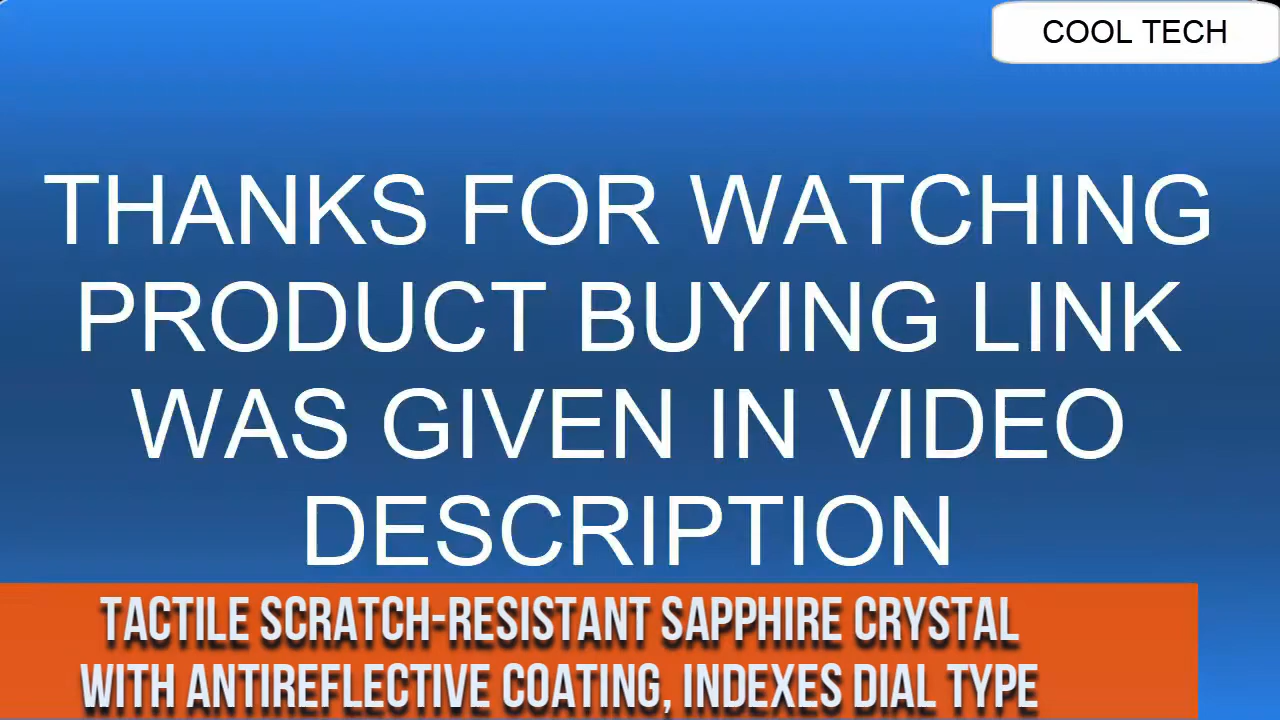 COOL TECH
THANKS FOR WATCHING
PRODUCT BUYING LINK
WAS GIVEN IN VIDEO
DESCRIPTION
TACTILE SCRATCH-RESISTANT SAPPHIRE CRYSTAL
WITH ANTIREFLECTIVE COATING, INDEXES DIAL TYPE